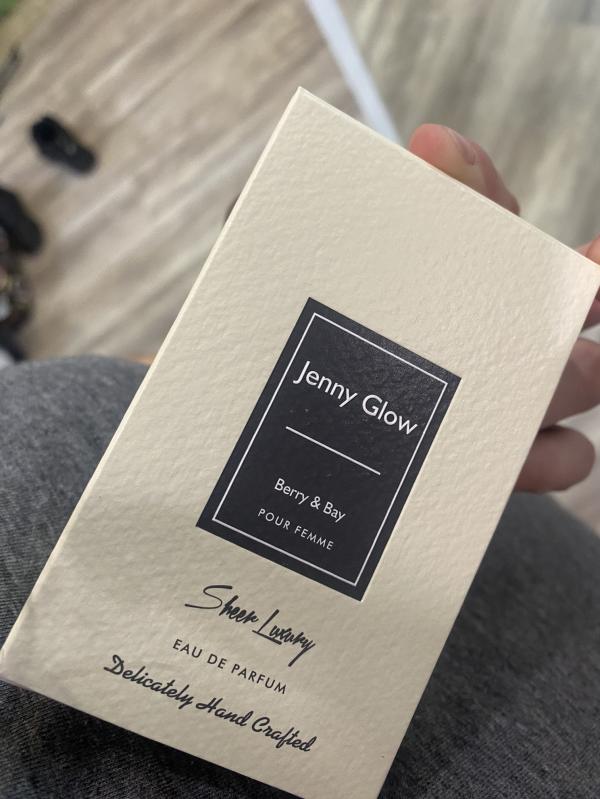 Jenny Glow
Berry & Bay
POUR FEMME
Sheer Luxury
EAU DE PARFUM
Delicately Hand Crafted